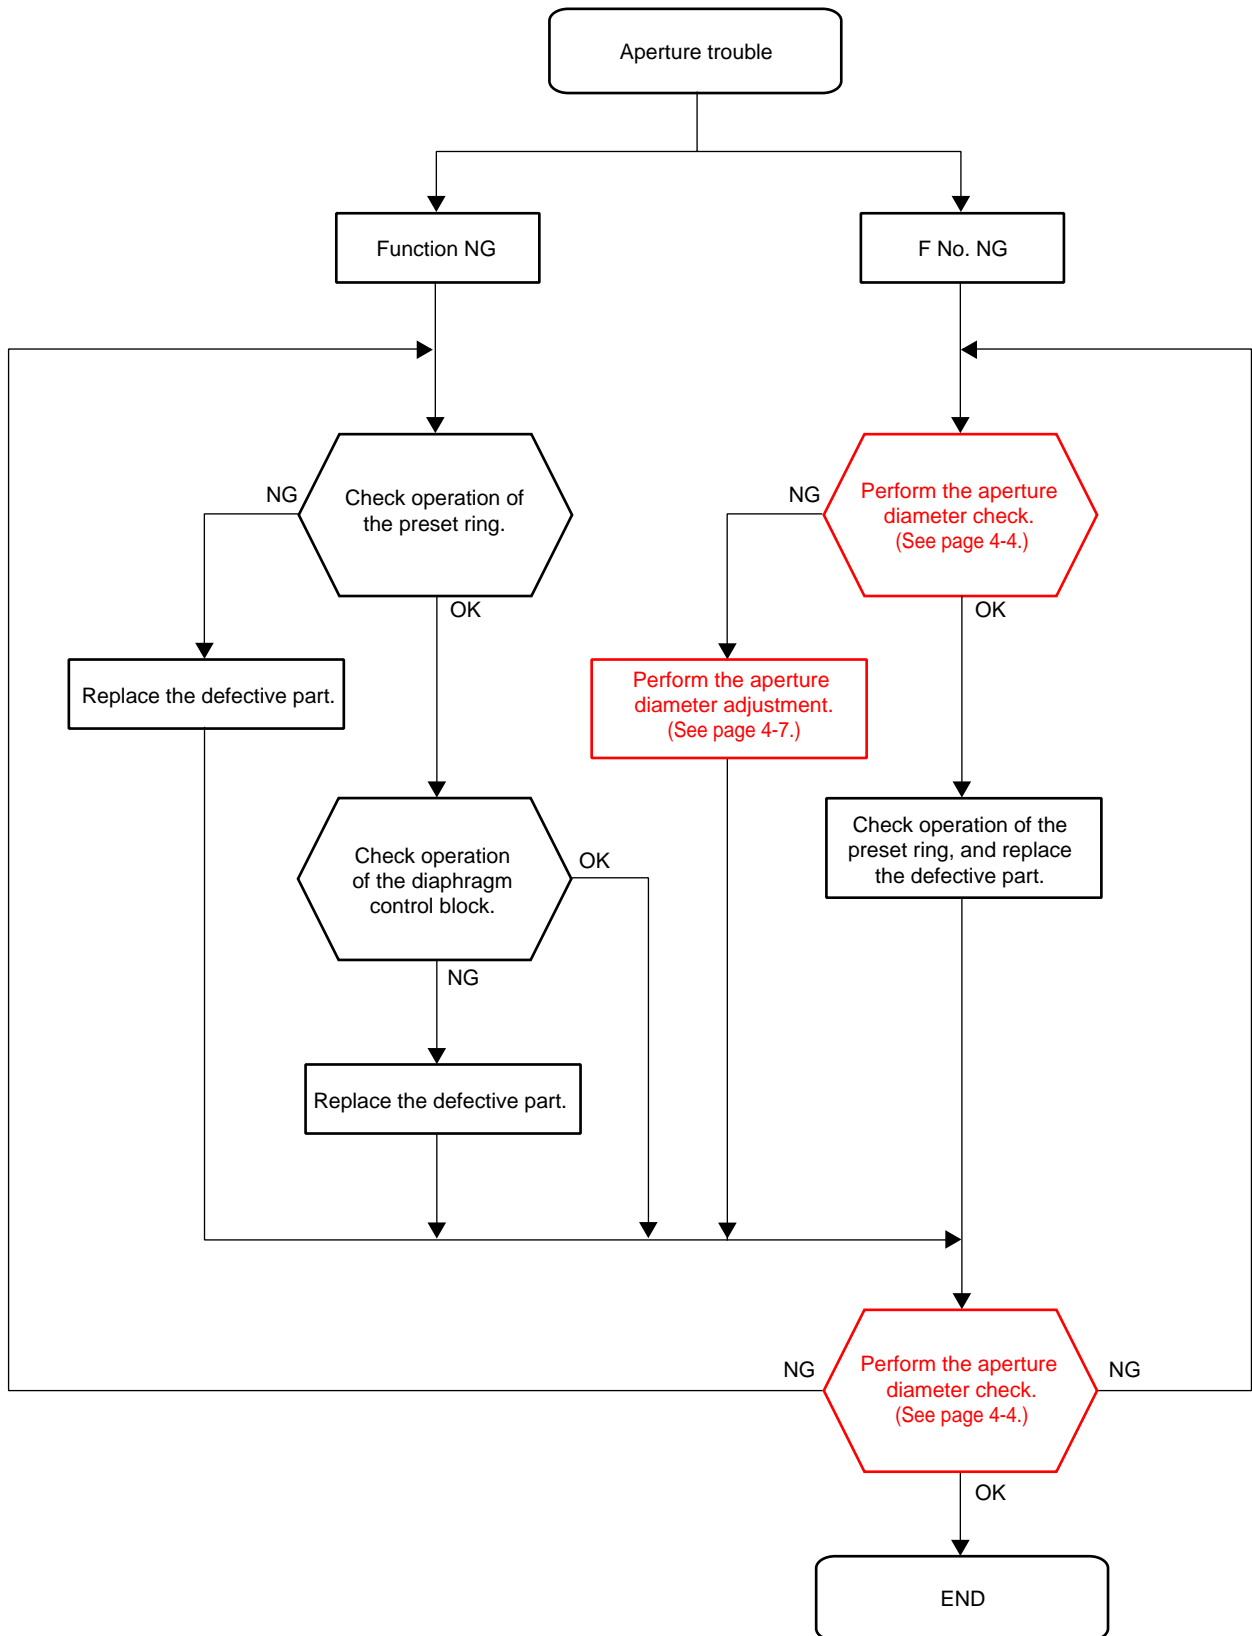 Aperture trouble
Function NG
F No. NG
NG
Check operation of
the preset ring.
OK
NG
Perform the aperture
diameter check.
(See page 4-4.)
OK
Replace the defective part.
Perform the aperture
diameter adjustment.
(See page 4-7.)
Check operation
of the diaphragm
control block.
OK
NG
Check operation of the
preset ring, and replace
the defective part.
Replace the defective part.
NG
Perform the aperture
diameter check.
(See page 4-4.)
NG
OK
END